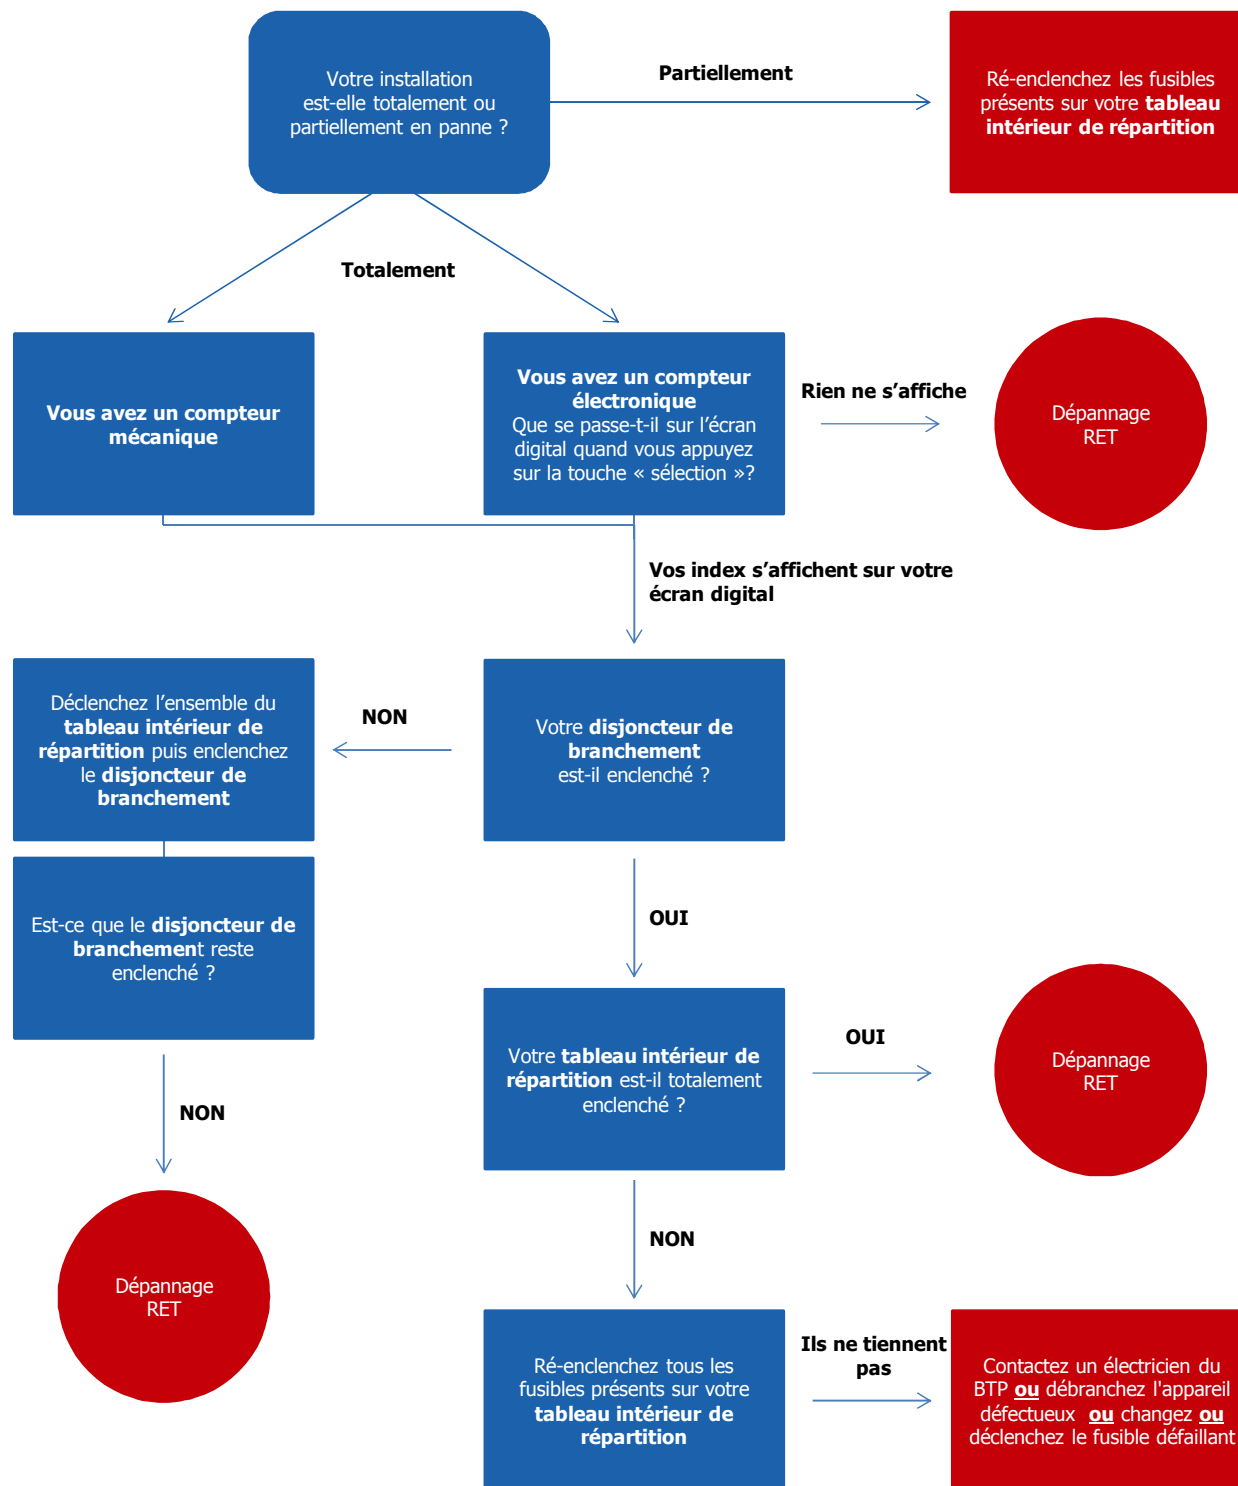 Votre installation
est-elle totalement ou
partiellement en panne ?
Partiellement
Ré-enclenchez les fusibles
présents sur votre tableau
intérieur de répartition
Totalement
Vous avez un compteur
mécanique
Vous avez un compteur
électronique
Que se passe-t-il sur l'écran
digital quand vous appuyez
sur la touche « sélection »?
Rien ne s'affiche
Dépannage
RET
Vos index s'affichent sur votre
écran digital
Déclenchez l'ensemble du
tableau intérieur de
répartition puis enclenchez
le disjoncteur de
branchement
NON
Votre disjoncteur de
branchement
est-il enclenché ?
Est-ce que le disjoncteur de
branchement reste
enclenché ?
OUI
Votre tableau intérieur de
répartition est-il totalement
enclenché ?
OUI
Dépannage
RET
NON
Dépannage
RET
NON
Ré-enclenchez tous les
fusibles présents sur votre
tableau intérieur de
répartition
Ils ne tiennent
pas
Contactez un électricien du
BTP ou débranchez l'appareil
défectueux ou changez ou
déclenchez le fusible défaillant